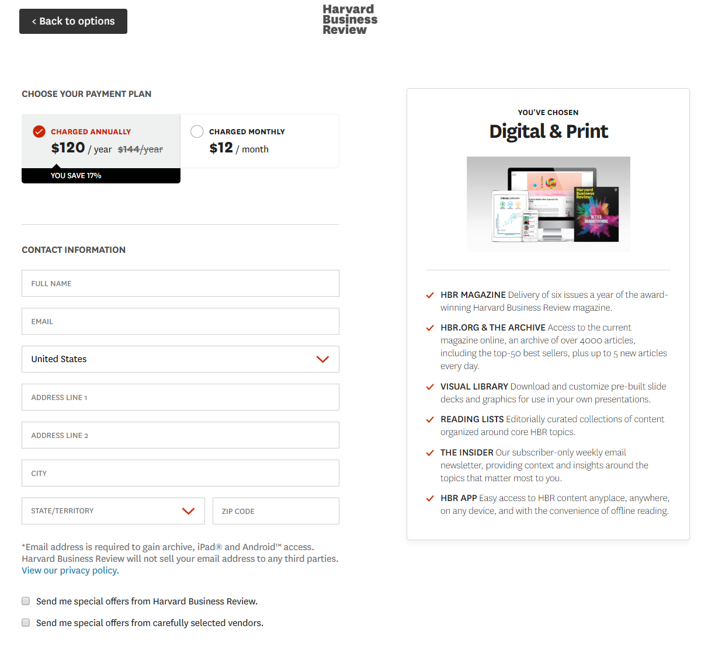 < Back to options
Harvard
Business
Review
CHOOSE YOUR PAYMENT PLAN
CHARGED ANNUALLY
$120 / year $144/year
YOU SAVE 17%
CHARGED MONTHLY
$12 / month
CONTACT INFORMATION
FULL NAME
EMAIL
United States
ADDRESS LINE 1
ADDRESS LINE 2
CITY
STATE/TERRITORY
ZIP CODE
*Email address is required to gain archive, iPad® and Android™ access.
Harvard Business Review will not sell your email address to any third parties.
View our privacy policy.
Send me special offers from Harvard Business Review.
Send me special offers from carefully selected vendors.
YOU'VE CHOSEN
Digital & Print
Harvard
Business
Review
HBR MAGAZINE Delivery of six issues a year of the award-
winning Harvard Business Review magazine.
HBR.ORG & THE ARCHIVE Access to the current
magazine online, an archive of over 4000 articles,
including the top-50 best sellers, plus up to 5 new articles
every day.
VISUAL LIBRARY Download and customize pre-built slide
decks and graphics for use in your own presentations.
READING LISTS Editorially curated collections of content
organized around core HBR topics.
THE INSIDER Our subscriber-only weekly email
newsletter, providing context and insights around the
topics that matter most to you.
HBR APP Easy access to HBR content anyplace, anywhere,
on any device, and with the convenience of offline reading.